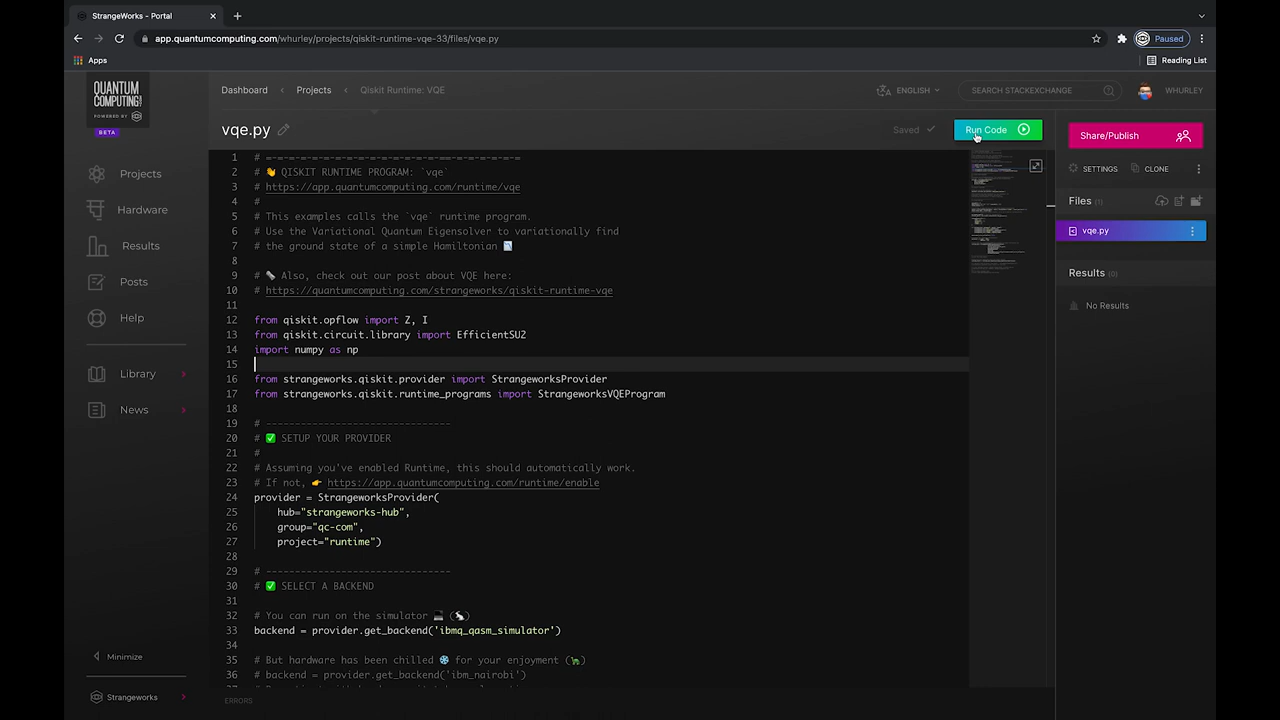 StrangeWorks - Portal
app.quantumcomputing.com/whurley/projects/qiskit-runtime-vqe-33/files/vqe.py
Paused
Apps
Reading List
QUANTUM
COMPUTING
POWERED BY
BETA
Dashboard
Projects
Qiskit Runtime: VQE
ENGLISH
SEARCH STACKEXCHANGE
WHURLEY
Projects
Hardware
Results
Posts
Help
Library
News
Minimize
Strangeworks
vqe.py
Saved
Run Code
1 # =-=-=-=-=-=-=-=-=-=-=-=-=-=-=-=-=-=-=-=-=-=
2 # 👋 QISKIT RUNTIME PROGRAM: `vqe`
3 # https://app.quantumcomputing.com/runtime/vqe
4 #
5 # This examples calls the `vqe` runtime program.
6 # Use the Variational Quantum Eigensolver to variationally find
7 # the ground state of a simple Hamiltonian 📉
8
9 # 🏷 Also, check out our post about VQE here:
10 # https://quantumcomputing.com/strangeworks/qiskit-runtime-vqe
11
12 from qiskit.opflow import Z, I
13 from qiskit.circuit.library import EfficientSU2
14 import numpy as np
15
16 from strangeworks.qiskit.provider import StrangeworksProvider
17 from strangeworks.qiskit.runtime_programs import StrangeworksVQEProgram
18
19 # --------------------------------
20 # ✅ SETUP YOUR PROVIDER
21 #
22 # Assuming you've enabled Runtime, this should automatically work.
23 # If not, 👉 https://app.quantumcomputing.com/runtime/enable
24 provider = StrangeworksProvider(
25 hub="strangeworks-hub",
26 group="qc-com",
27 project="runtime")
28
29 # --------------------------------
30 # ✅ SELECT A BACKEND
31
32 # You can run on the simulator 💻 (🐇)
33 backend = provider.get_backend('ibmq_qasm_simulator')
34
35 # But hardware has been chilled ❄️ for your enjoyment (🐢)
36 # backend = provider.get_backend('ibm_nairobi')
37
ERRORS
Share/Publish
SETTINGS
CLONE
Files (1)
vqe.py
Results (0)
No Results